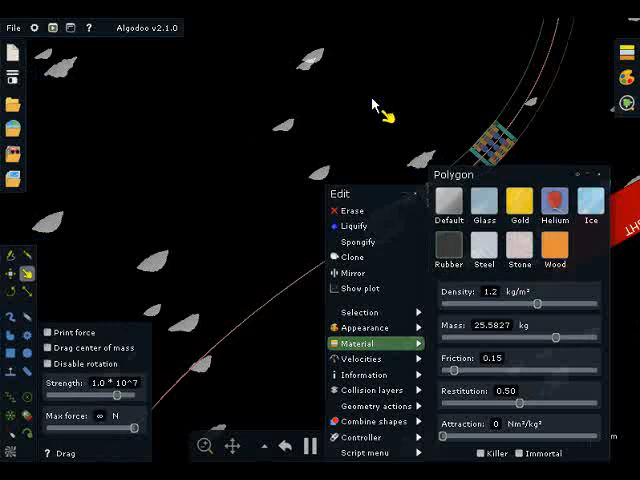 File ? Algodoo v2.1.0
Edit
Erase
Liquify
Spongify
Clone
Mirror
Show plot
Selection
Appearance
Material
Velocities
Information
Collision layers
Geometry actions
Combine shapes
Controller
Script menu
Polygon
Default Glass Gold Helium Ice
Rubber Steel Stone Wood
Density: 1.2 kg/m²
Mass: 25.5827 kg
Friction: 0.15
Restitution: 0.50
Attraction: 0 Nm²/kg²
Killer Immortal
Print force
Drag center of mass
Disable rotation
Strength: 1.0 * 10^7
Max force: ∞ N
? Drag
HT
m